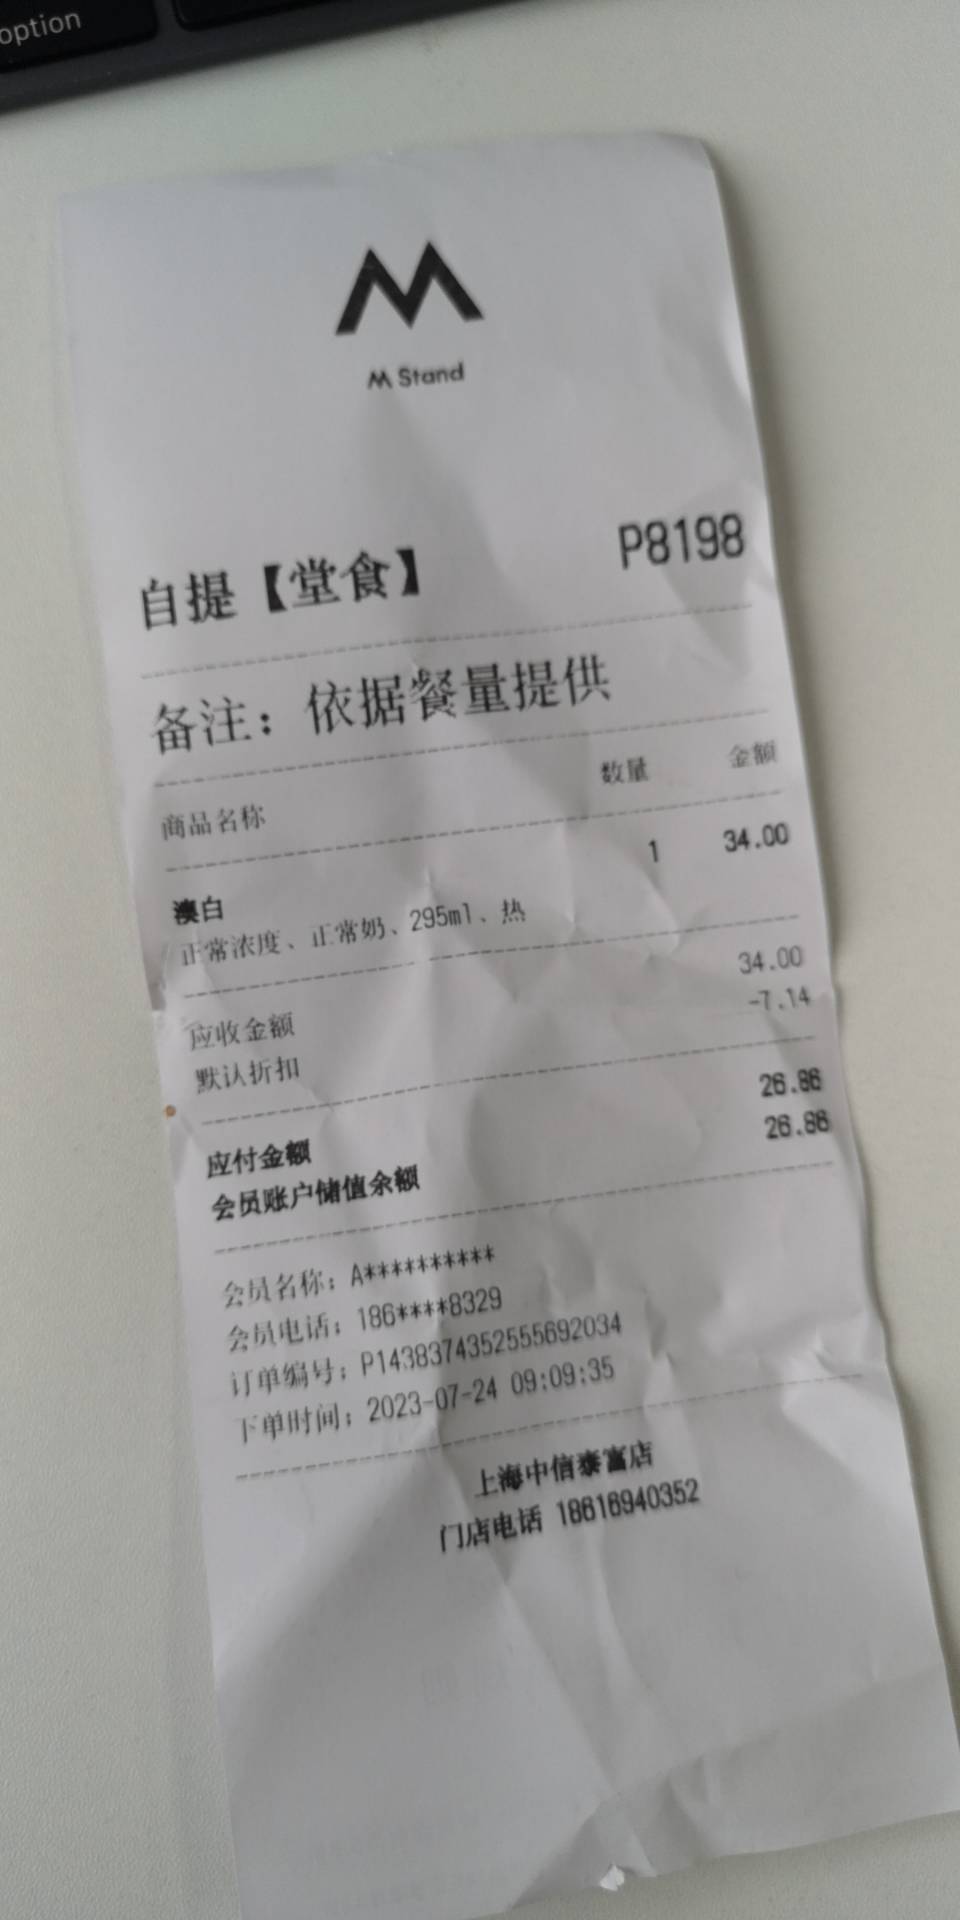 option
M Stand
自提【堂食】 P8198
备注：依据餐量提供
商品名称 数量 金额
澳白 1 34.00
正常浓度、正常奶、295ml、热
应收金额 34.00
默认折扣 -7.14
应付金额 26.86
会员账户储值余额 26.86
会员名称：A**********
会员电话：186****8329
订单编号：P1438374352555692034
下单时间：2023-07-24 09:09:35
上海中信泰富店
门店电话 18616940352